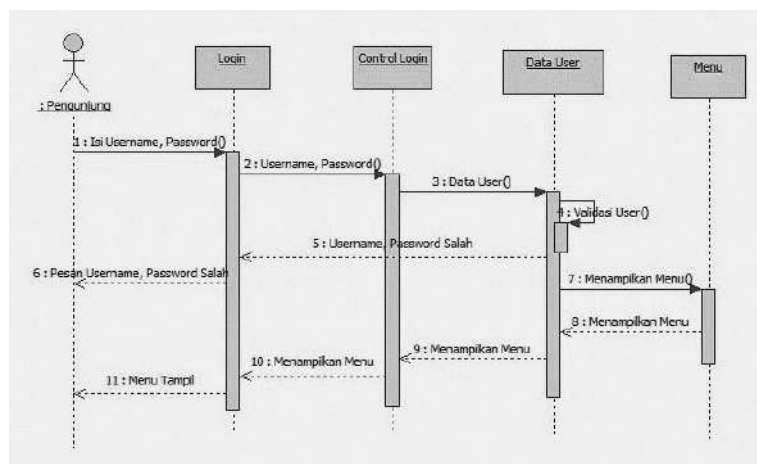 Login
Control Login
Data User
Menu
: Pengunjung
1 : Isi Username, Password()
2 : Username, Password()
3 : Data User()
4 : Validasi User()
5 : Username, Password Salah
6 : Pesan Username, Password Salah
7 : Menampilkan Menu()
8 : Menampilkan Menu
9 : Menampilkan Menu
10 : Menampilkan Menu
11 : Menu Tampil